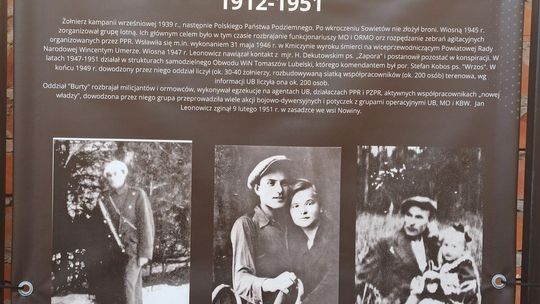 1912-1951
Żołnierz kampanii wrześniowej 1939 r., następnie Polskiego Państwa Podziemnego. Po wkroczeniu Sowietów nie złożył broni. Wiosną 1945 r.
zorganizował grupę lotną. Ich głównym celem było w tym czasie rozbrajanie funkcjonariuszy MO i ORMO orz rozpędzanie zebrań agitacyjnych
organizowanych przez PPR. Wsławiła się m.in. wykonaniem 31 maja 1946 r. w Kmiczynie wyroku śmierci na wiceprzewodniczącym Powiatowej Rady
Narodowej Wincentym Umerze. Wiosna 1947 r. Leonowicz nawiązał kontakt z mjr. H. Dekutowskim ps. „Zapora" i postanowił pozostać w konspiracji. W
latach 1947-1951 działał w strukturach samodzielnego Obwodu WiN Tomaszów Lubelski, którego komendantem był por. Stefan Kobos ps. "Wrzos". W
końcu 1949 r. dowodzony przez niego oddział liczył (ok. 30-40 żołnierzy, rozbudowywaną siatką współpracowników (ok. 200 osób) terenowa, wg
informacji UB liczyła ona ok. 200 osób.
Oddział "Burty" rozbrajał milicjantów i ormowców, wykonywał egzekucje na agentach UB, działaczach PPR i PZPR, aktywnych współpracownikach „nowej
władzy", dowodzona przez niego grupa przeprowadziła wiele akcji bojowo-dywersyjnych i potyczek z grupami operacyjnymi UB, MO i KBW. Jan
Leonowicz zginął 9 lutego 1951 r. w zasadzce we wsi Nowiny.